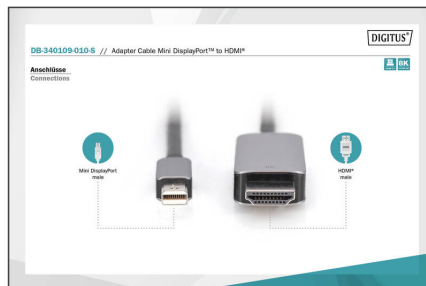 DIGITUS®
DB-340109-010-S // Adapter Cable Mini DisplayPort™ to HDMI®
8K
Anschlüsse
Connections
Mini DisplayPort
male
HDMI®
male